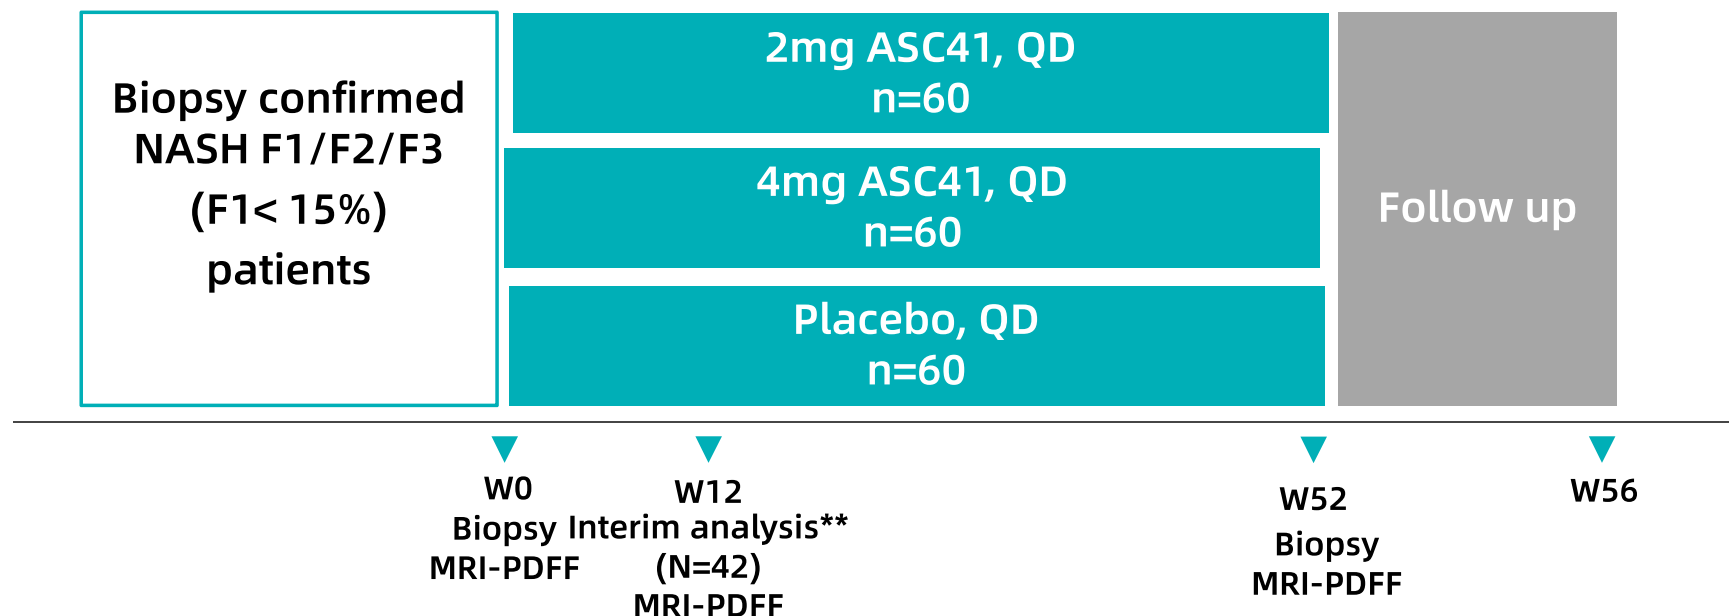 Biopsy confirmed
NASH F1/F2/F3
(F1< 15%)
patients
2mg ASC41, QD
n=60
4mg ASC41, QD
n=60
Placebo, QD
n=60
Follow up
W0
Biopsy
MRI-PDFF
W12
Interim analysis**
(N=42)
MRI-PDFF
W52
Biopsy
MRI-PDFF
W56